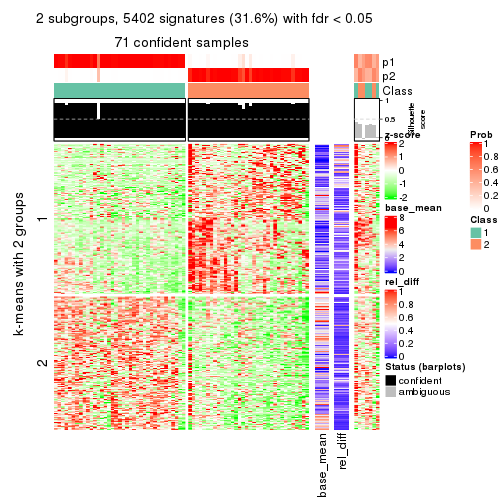 2 subgroups, 5402 signatures (31.6%) with fdr < 0.05
71 confident samples
p1
p2
Class
1
0.5
0
Silhouette
score
k-means with 2 groups
1
2
base_mean
rel_diff
z-score
2
1
0
-1
-2
base_mean
8
6
4
2
0
rel_diff
1
0.8
0.6
0.4
0.2
0
Status (barplots)
confident
ambiguous
Prob
1
0.8
0.6
0.4
0.2
0
Class
1
2